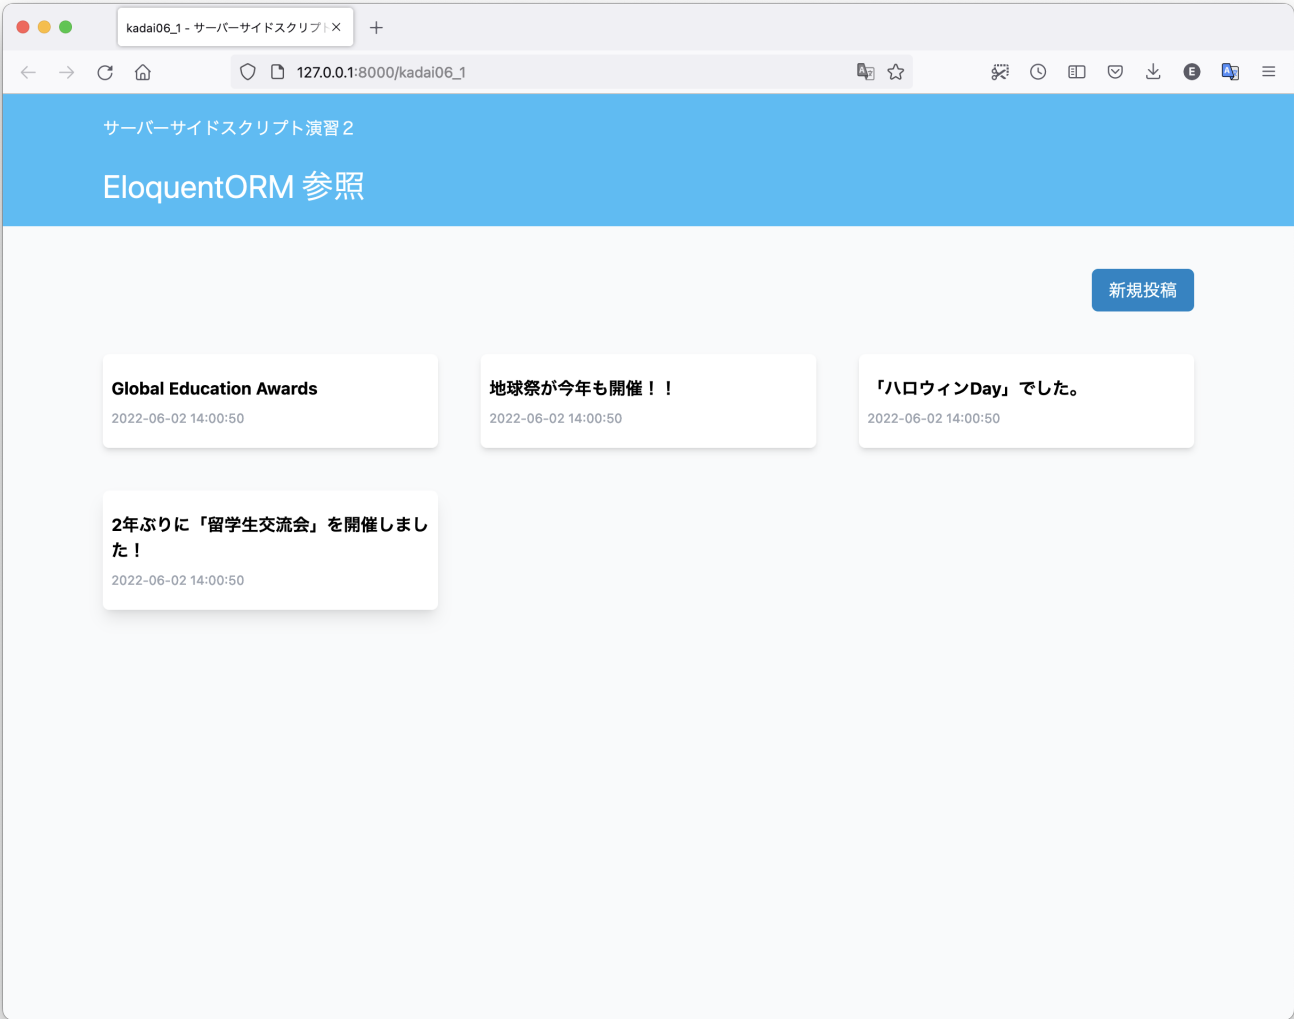 kadai06_1 - サーバーサイドスクリプト
127.0.0.1:8000/kadai06_1
E
サーバーサイドスクリプト演習２
EloquentORM 参照
新規投稿
Global Education Awards
2022-06-02 14:00:50
地球祭が今年も開催！！
2022-06-02 14:00:50
「ハロウィンDay」でした。
2022-06-02 14:00:50
2年ぶりに「留学生交流会」を開催しまし
た！
2022-06-02 14:00:50